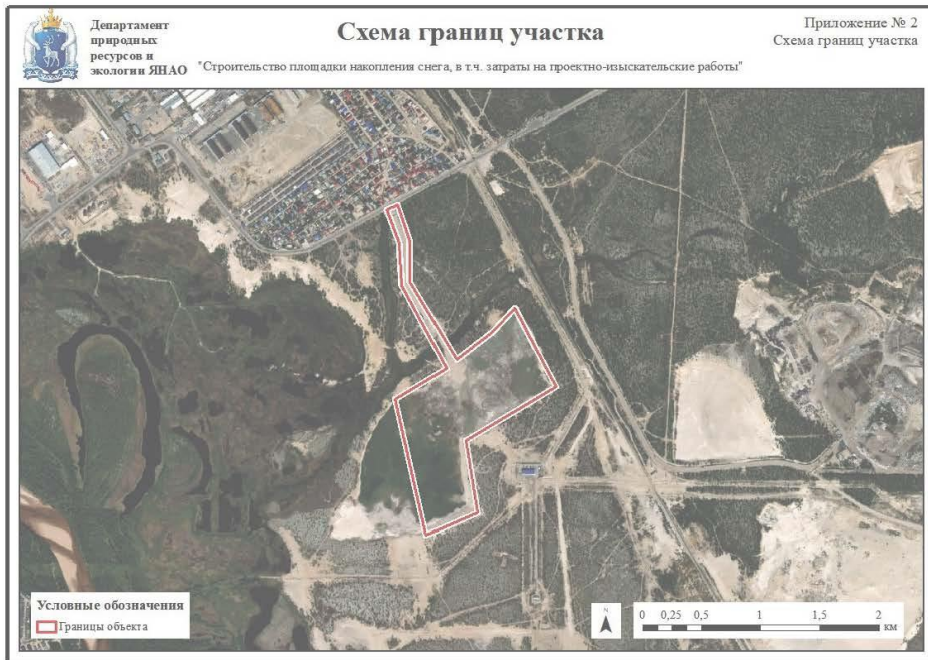 Департамент
природных
ресурсов и
экологии ЯНАО
Схема границ участка
"Строительство площадки накопления снега, в т.ч. затраты на проектно-изыскательские работы"
Приложение № 2
Схема границ участка
Условные обозначения
Границы объекта
N
0 0,25 0,5 1 1,5 2
км